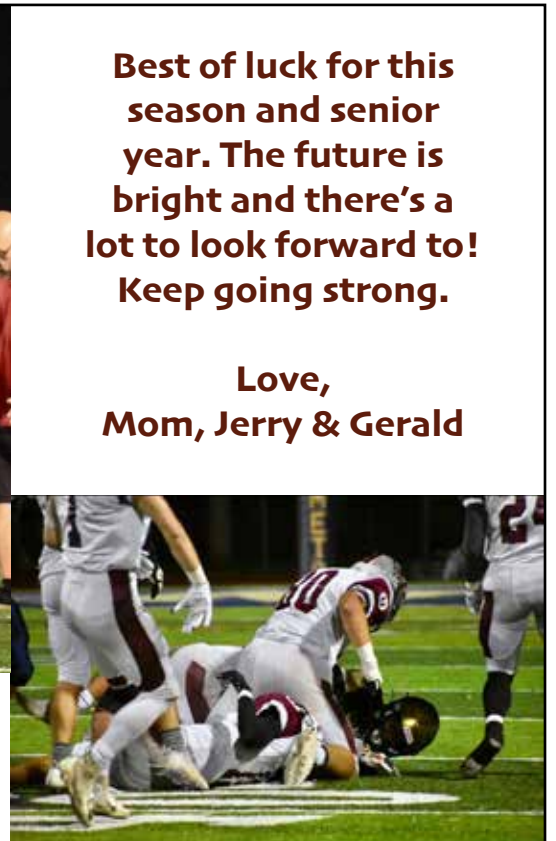 Best of luck for this
season and senior
year. The future is
bright and there's a
lot to look forward to!
Keep going strong.
Love,
Mom, Jerry & Gerald
24